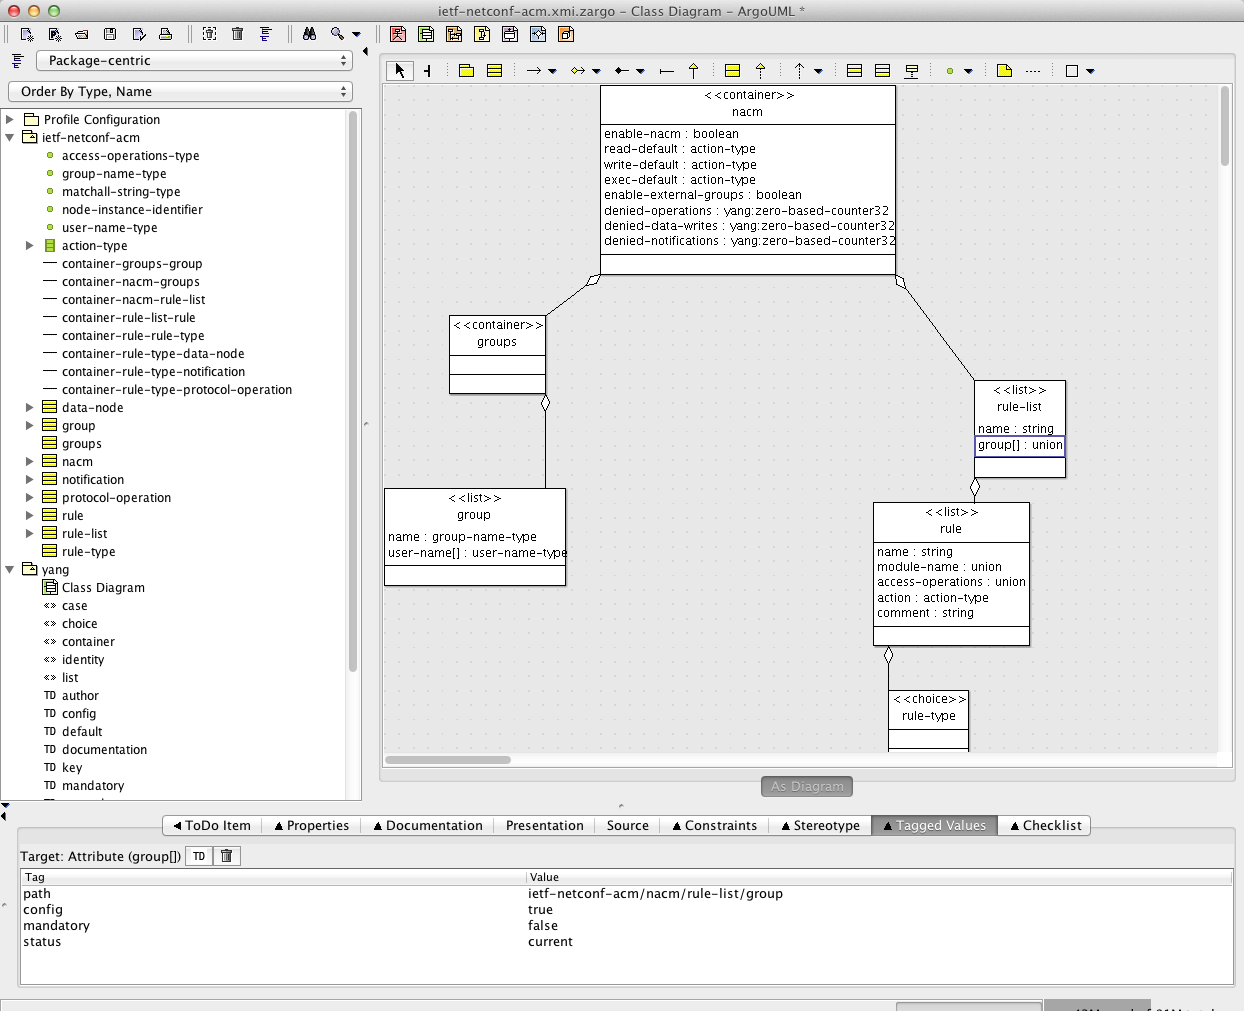 ietf-netconf-acm.xmi.zargo – Class Diagram – ArgoUML *
Package-centric
Order By Type, Name
Profile Configuration
ietf-netconf-acm
access-operations-type
group-name-type
matchall-string-type
node-instance-identifier
user-name-type
action-type
container-groups-group
container-nacm-groups
container-nacm-rule-list
container-rule-list-rule
container-rule-rule-type
container-rule-type-data-node
container-rule-type-notification
container-rule-type-protocol-operation
data-node
group
groups
nacm
notification
protocol-operation
rule
rule-list
rule-type
yang
Class Diagram
«» case
«» choice
«» container
«» identity
«» list
TD author
TD config
TD default
TD documentation
TD key
TD mandatory
<<container>>
nacm
enable-nacm : boolean
read-default : action-type
write-default : action-type
exec-default : action-type
enable-external-groups : boolean
denied-operations : yang:zero-based-counter32
denied-data-writes : yang:zero-based-counter32
denied-notifications : yang:zero-based-counter32
<<container>>
groups
<<list>>
rule-list
name : string
group[] : union
<<list>>
group
name : group-name-type
user-name[] : user-name-type
<<list>>
rule
name : string
module-name : union
access-operations : union
action : action-type
comment : string
<<choice>>
rule-type
As Diagram
ToDo Item
Properties
Documentation
Presentation
Source
Constraints
Stereotype
Tagged Values
Checklist
Target: Attribute (group[])
TD
Tag Value
path ietf-netconf-acm/nacm/rule-list/group
config true
mandatory false
status current